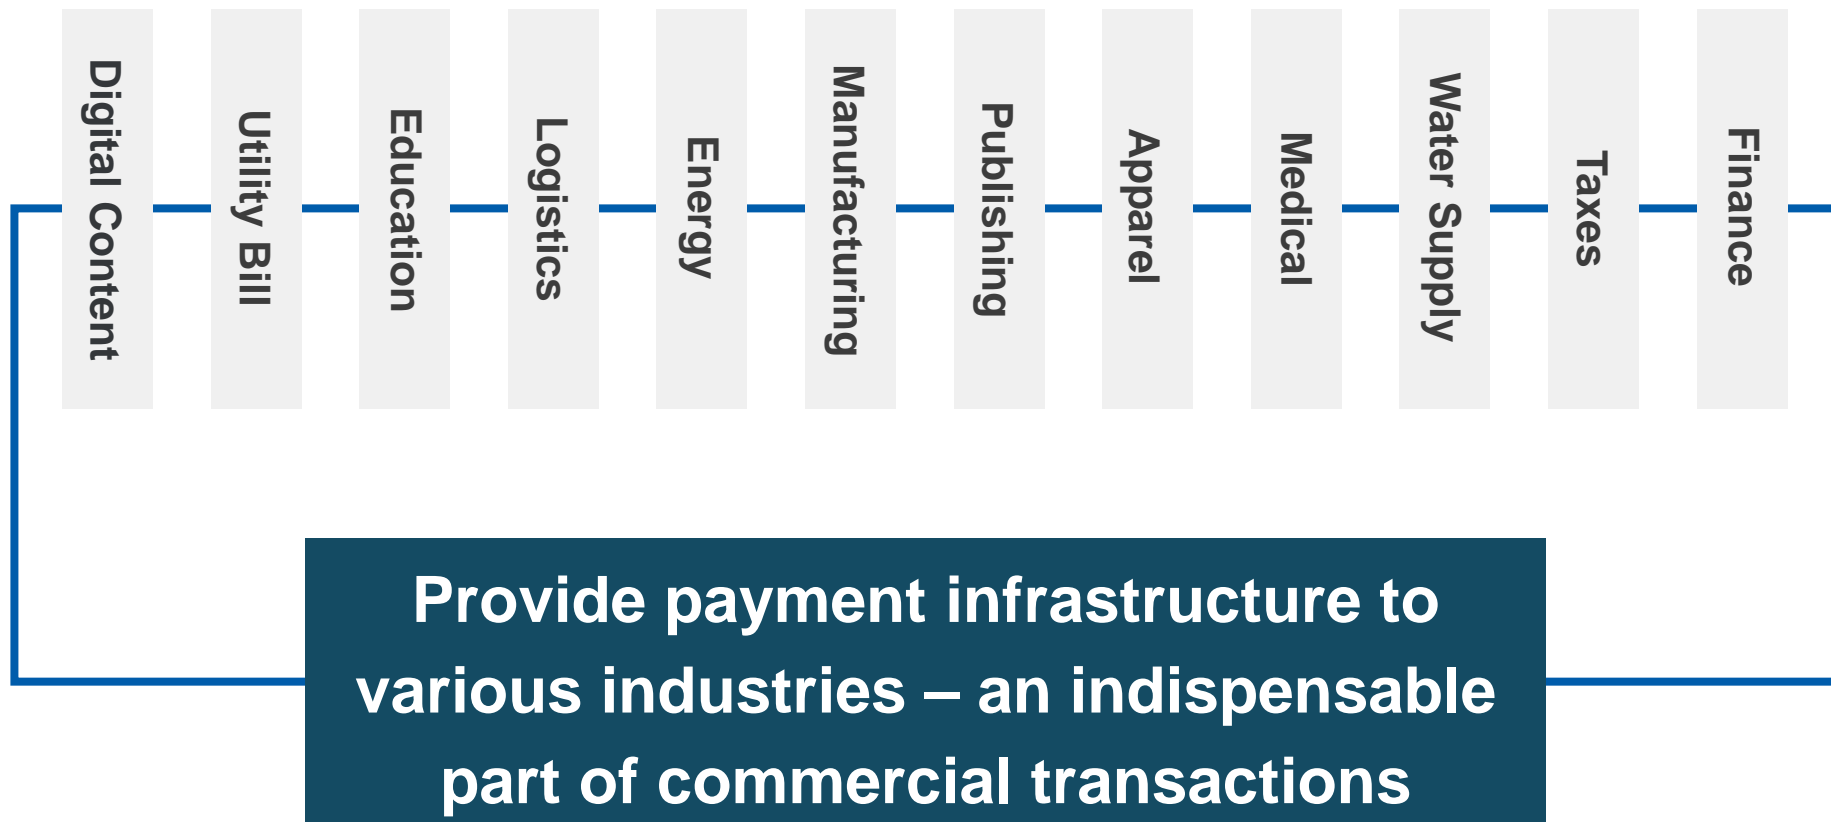 Digital Content
Utility Bill
Education
Logistics
Energy
Manufacturing
Publishing
Apparel
Medical
Water Supply
Taxes
Finance
Provide payment infrastructure to
various industries – an indispensable
part of commercial transactions